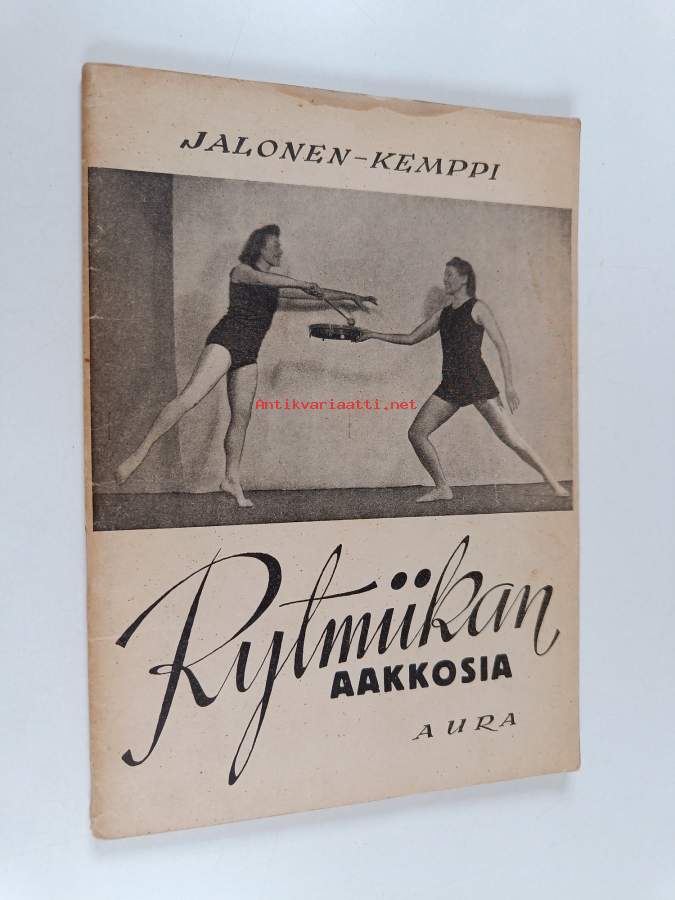 JALONEN-KEMPPI
Antikvariaatti.net
Rytmiikan
AAKKOSIA
AURA